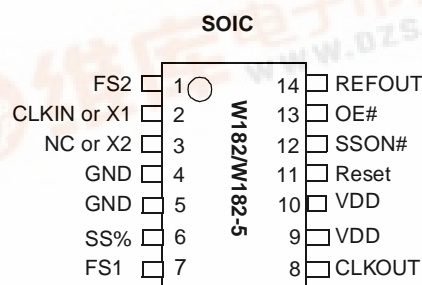 SOIC
FS2 1 14 REFOUT
CLKIN or X1 2 13 OE#
NC or X2 3 12 SSON#
GND 4 11 Reset
GND 5 10 VDD
SS% 6 9 VDD
FS1 7 8 CLKOUT
W182/W182-5